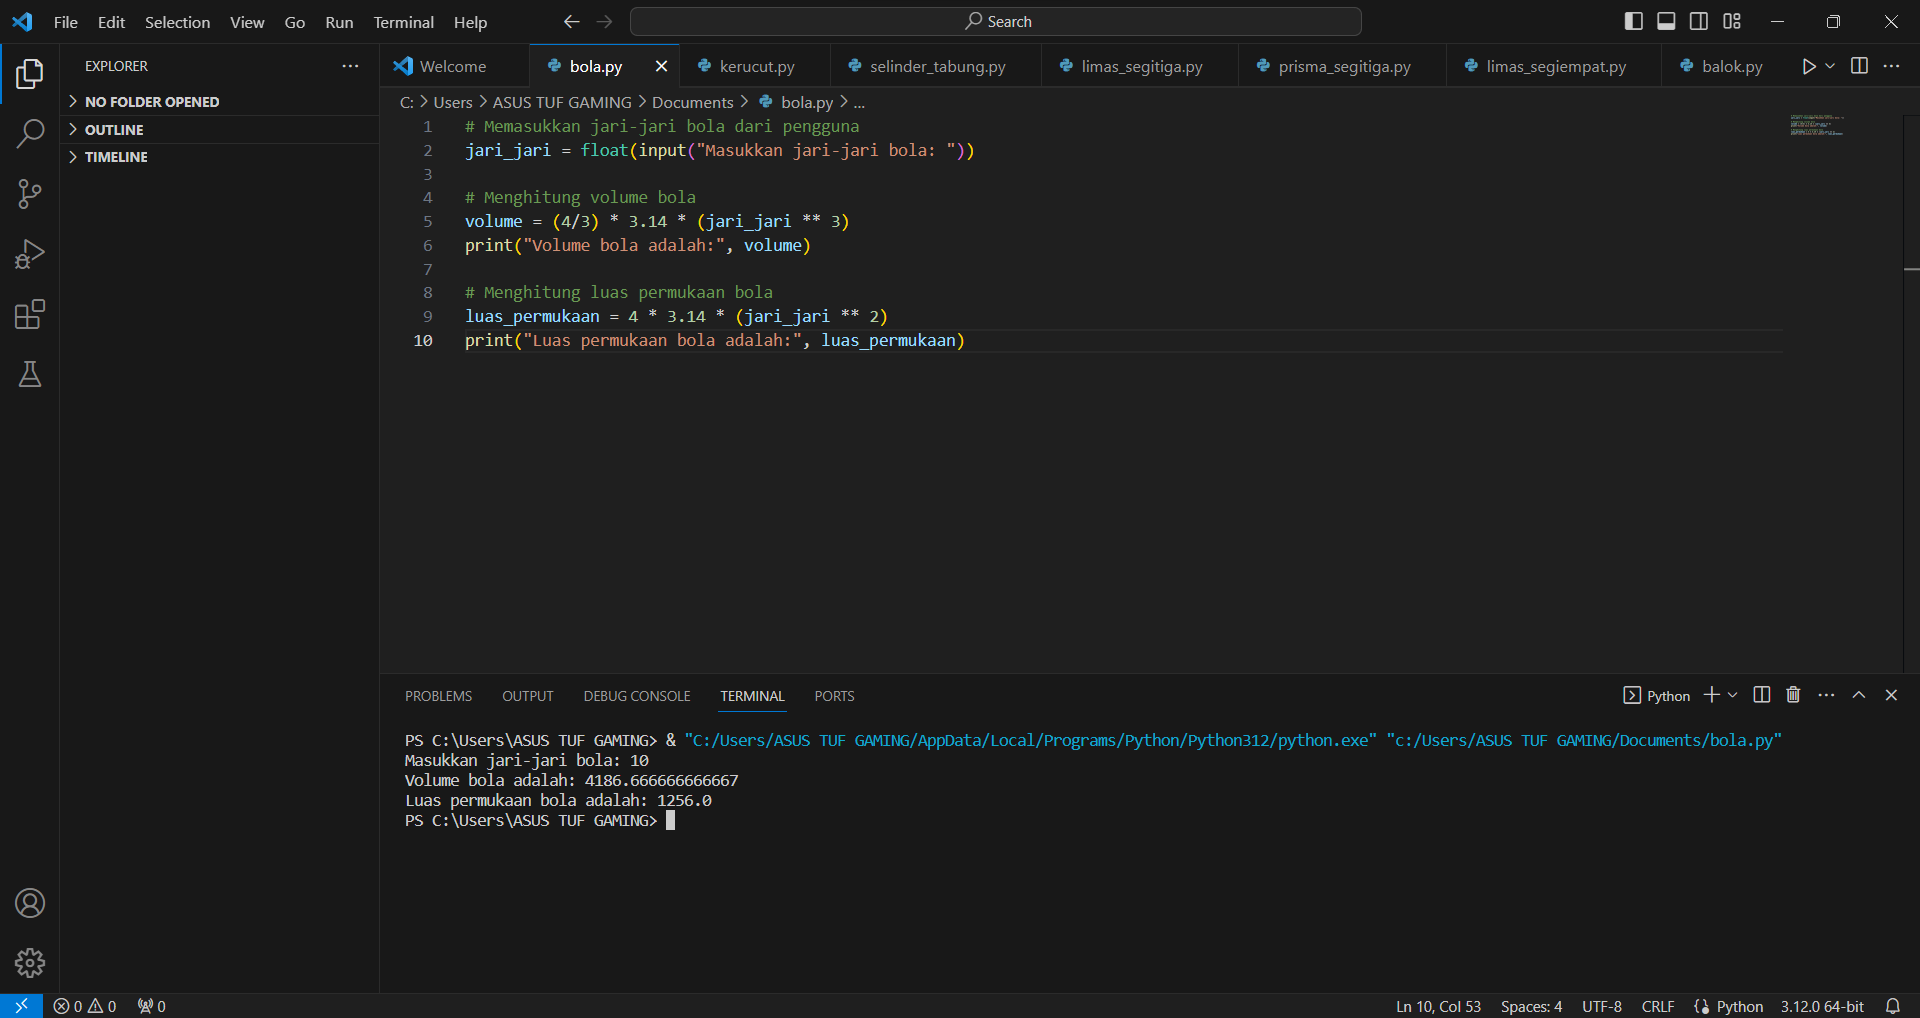 File Edit Selection View Go Run Terminal Help Search
EXPLORER
NO FOLDER OPENED
OUTLINE
TIMELINE
Welcome bola.py kerucut.py selinder_tabung.py limas_segitiga.py prisma_segitiga.py limas_segiempat.py balok.py
C: > Users > ASUS TUF GAMING > Documents > bola.py > ...
1 # Memasukkan jari-jari bola dari pengguna
2 jari_jari = float(input("Masukkan jari-jari bola: "))
3
4 # Menghitung volume bola
5 volume = (4/3) * 3.14 * (jari_jari ** 3)
6 print("Volume bola adalah:", volume)
7
8 # Menghitung luas permukaan bola
9 luas_permukaan = 4 * 3.14 * (jari_jari ** 2)
10 print("Luas permukaan bola adalah:", luas_permukaan)
PROBLEMS OUTPUT DEBUG CONSOLE TERMINAL PORTS Python
PS C:\Users\ASUS TUF GAMING> & "C:/Users/ASUS TUF GAMING/AppData/Local/Programs/Python/Python312/python.exe" "c:/Users/ASUS TUF GAMING/Documents/bola.py"
Masukkan jari-jari bola: 10
Volume bola adalah: 4186.666666666667
Luas permukaan bola adalah: 1256.0
PS C:\Users\ASUS TUF GAMING>
0 0 0 Ln 10, Col 53 Spaces: 4 UTF-8 CRLF Python 3.12.0 64-bit